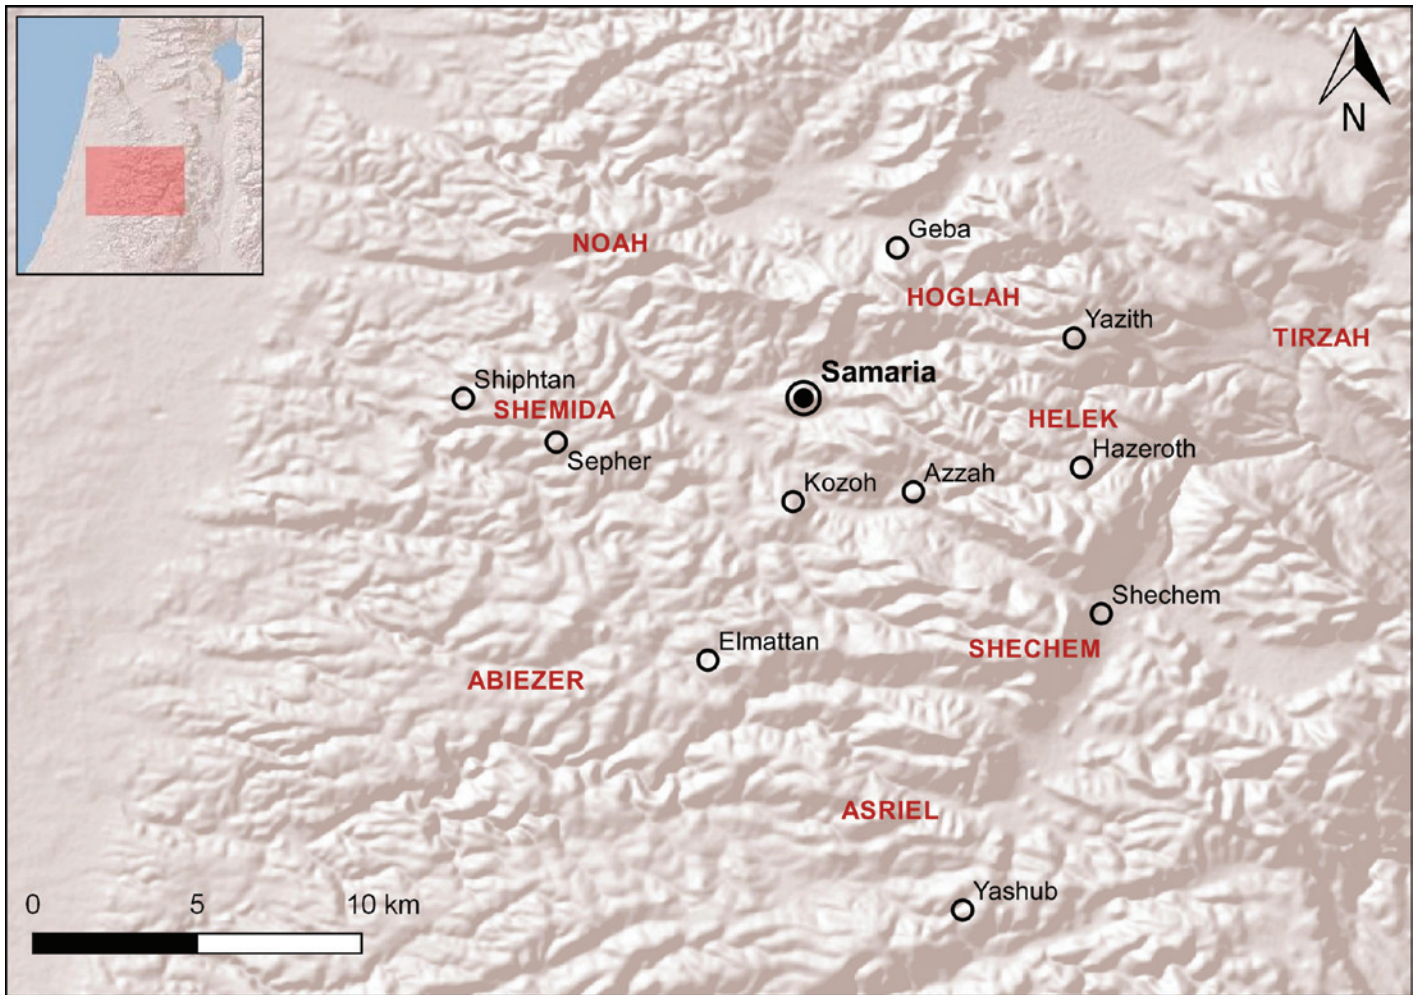 N
Geba
NOAH
HOGLAH
Yazith
TIRZAH
Samaria
Shiphtan
SHEMIDA
HELEK
Sepher
Hazeroth
Kozoh
Azzah
Shechem
Elmattan
SHECHEM
ABIEZER
ASRIEL
Yashub
0 5 10 km